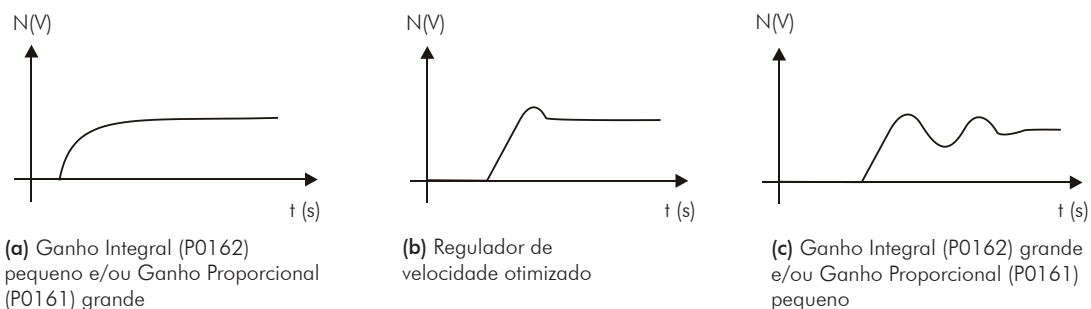 N(V)
t (s)
(a) Ganho Integral (P0162)
pequeno e/ou Ganho Proporcional
(P0161) grande
N(V)
t (s)
(b) Regulador de
velocidade otimizado
N(V)
t (s)
(c) Ganho Integral (P0162) grande
e/ou Ganho Proporcional (P0161)
pequeno